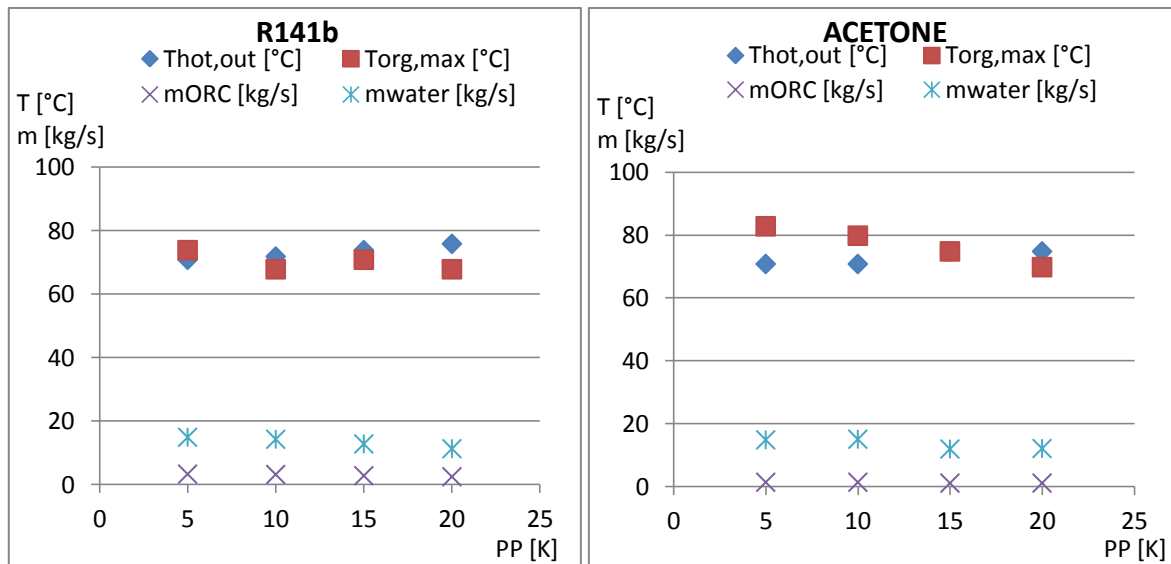 R141b
Thot,out [°C] Torg,max [°C]
mORC [kg/s] mwater [kg/s]
T [°C]
m [kg/s]
100
80
60
40
20
0
0 5 10 15 20 25
PP [K]
ACETONE
Thot,out [°C] Torg,max [°C]
mORC [kg/s] mwater [kg/s]
T [°C]
m [kg/s]
100
80
60
40
20
0
0 5 10 15 20 25
PP [K]